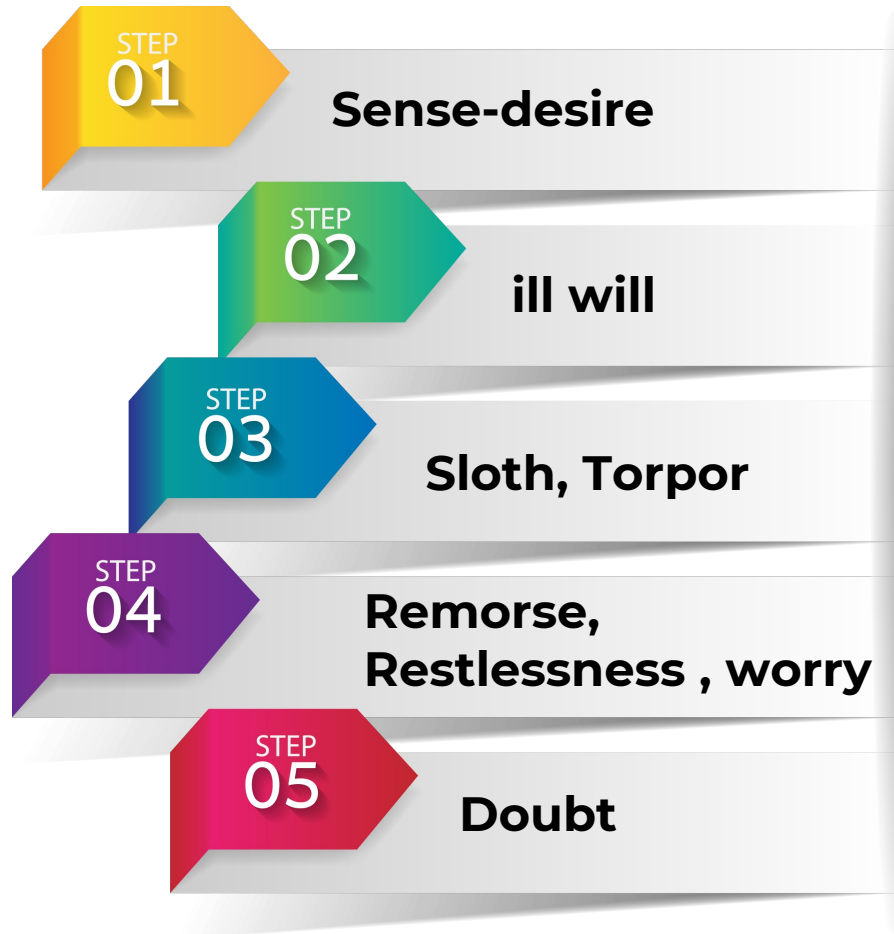 STEP
01
Sense-desire
STEP
02
ill will
STEP
03
Sloth, Torpor
STEP
04
Remorse,
Restlessness , worry
STEP
05
Doubt